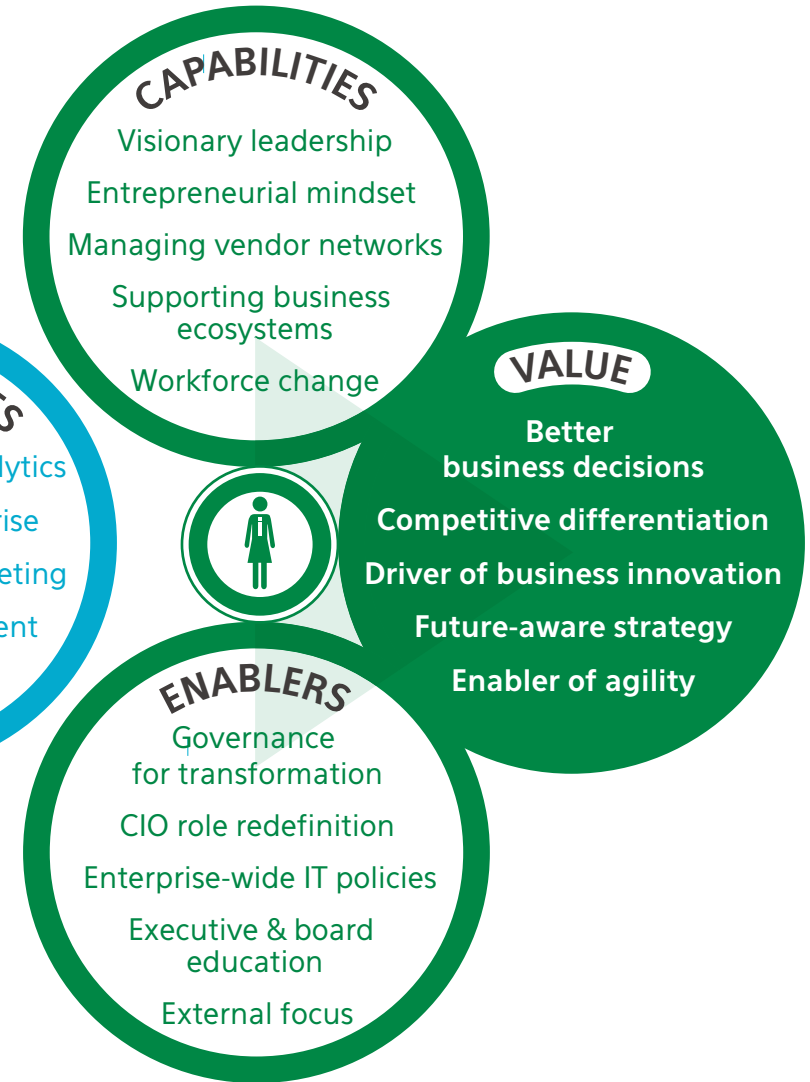 CAPABILITIES
Visionary leadership
Entrepreneurial mindset
Managing vendor networks
Supporting business
ecosystems
Workforce change
VALUE
Better
business decisions
Competitive differentiation
Driver of business innovation
Future-aware strategy
Enabler of agility
ENABLERS
Governance
for transformation
CIO role redefinition
Enterprise-wide IT policies
Executive & board
education
External focus